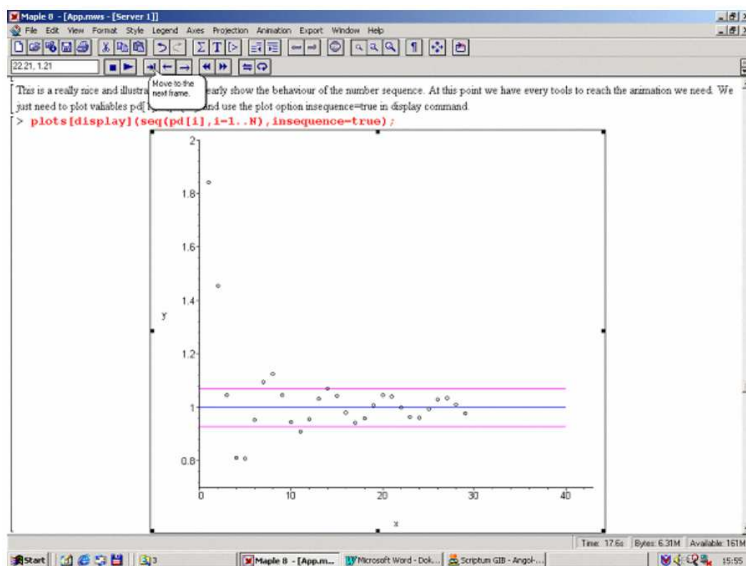 Maple 8 - [App.mws - [Server 1]]
File Edit View Format Style Legend Axes Projection Animation Export Window Help
22.21, 1.21
Move to the
next frame.
This is a really nice and illustra early show the behaviour of the number sequence. At this point we have every tools to reach the animation we need. We
just need to plot valiables pd[ and use the plot option insequence=true in display command
> plots[display](seq(pd[i],i=1..N),insequence=true);
2
1.8
1.6
1.4
y
1.2
1
0.8
0 10 20 30 40
x
Time: 17.6s Bytes: 6.31M Available: 161M
Start 3 Maple 8 - [App.m... Microsoft Word - Dok... Scriptum GIB - Angol-... 15:55